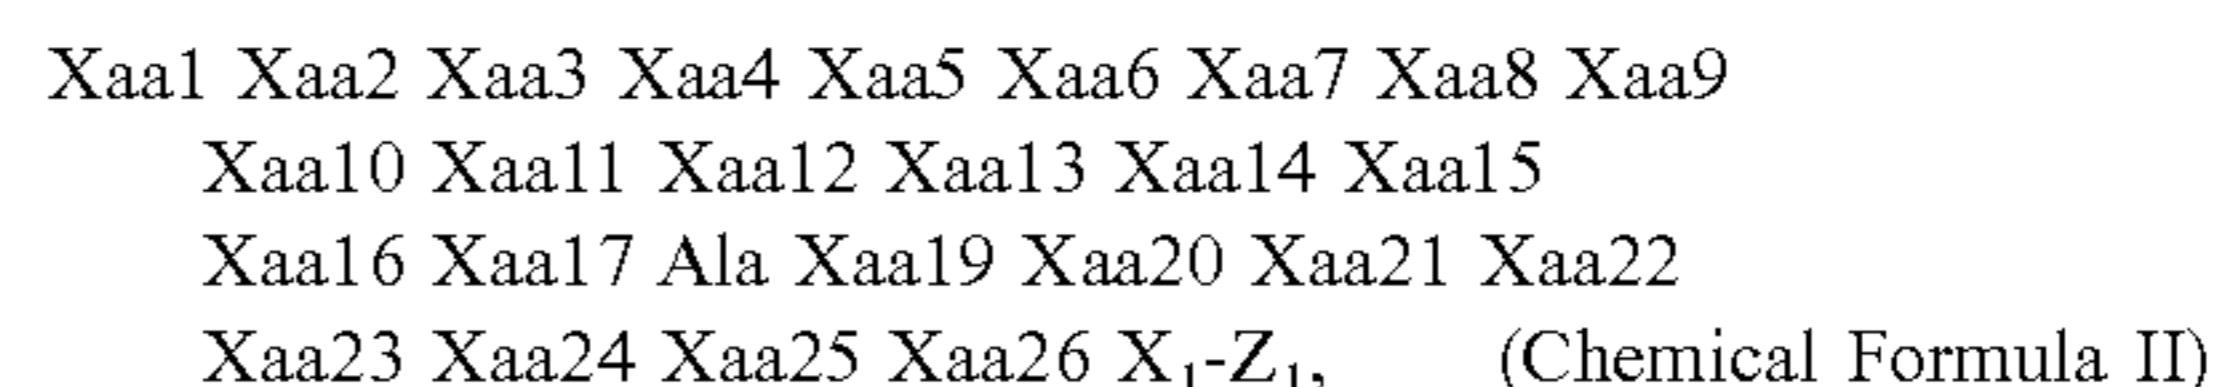 Xaa1 Xaa2 Xaa3 Xaa4 Xaa5 Xaa6 Xaa7 Xaa8 Xaa9
Xaa10 Xaa11 Xaa12 Xaa13 Xaa14 Xaa15
Xaa16 Xaa17 Ala Xaa19 Xaa20 Xaa21 Xaa22
Xaa23 Xaa24 Xaa25 Xaa26 X₁-Z₁, (Chemical Formula II)